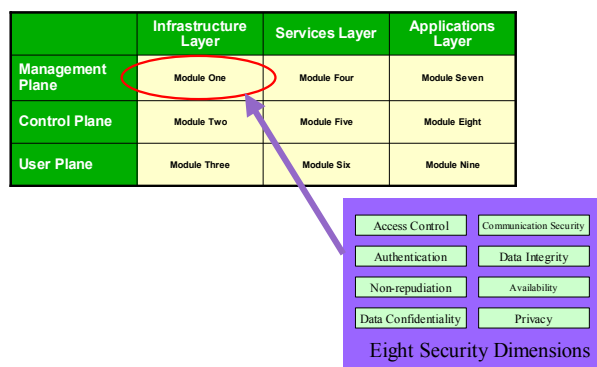 Infrastructure
Layer
Services Layer
Applications
Layer
Management
Plane
Module One
Module Four
Module Seven
Control Plane
Module Two
Module Five
Module Eight
User Plane
Module Three
Module Six
Module Nine
Access Control
Communication Security
Authentication
Data Integrity
Non-repudiation
Availability
Data Confidentiality
Privacy
Eight Security Dimensions